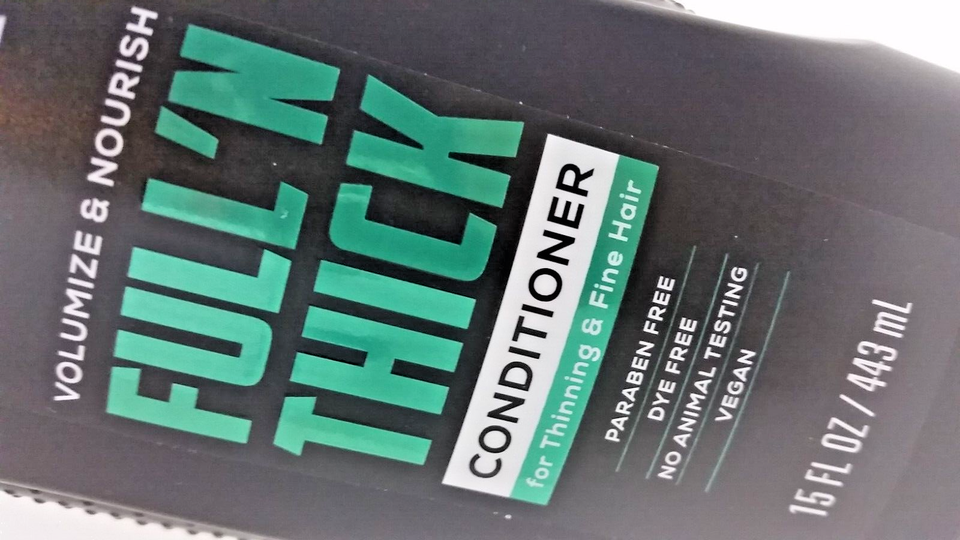 VOLUMIZE & NOURISH
FULL'N
THICK
CONDITIONER
for Thinning & Fine Hair
PARABEN FREE
DYE FREE
NO ANIMAL TESTING
VEGAN
15 FL OZ / 443 mL